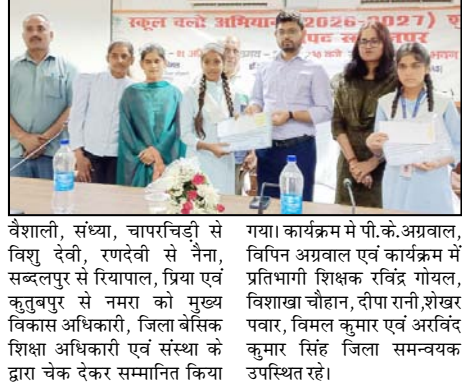 स्कूल चलो अभियान (2026-2027)
वैशाली, संध्या, चापरचिड़ी से
विशु देवी, रणदेवी से नैना,
सब्दलपुर से रियापाल, प्रिया एवं
कुतुबपुर से नमरा को मुख्य
विकास अधिकारी, जिला बेसिक
शिक्षा अधिकारी एवं संस्था के
द्वारा चेक देकर सम्मानित किया
गया। कार्यक्रम मे पी.के.अग्रवाल,
विपिन अग्रवाल एवं कार्यक्रम में
प्रतिभागी शिक्षक रविंद्र गोयल,
विशाखा चौहान, दीपा रानी,शेखर
पवार, विमल कुमार एवं अरविंद
कुमार सिंह जिला समन्वयक
उपस्थित रहे।